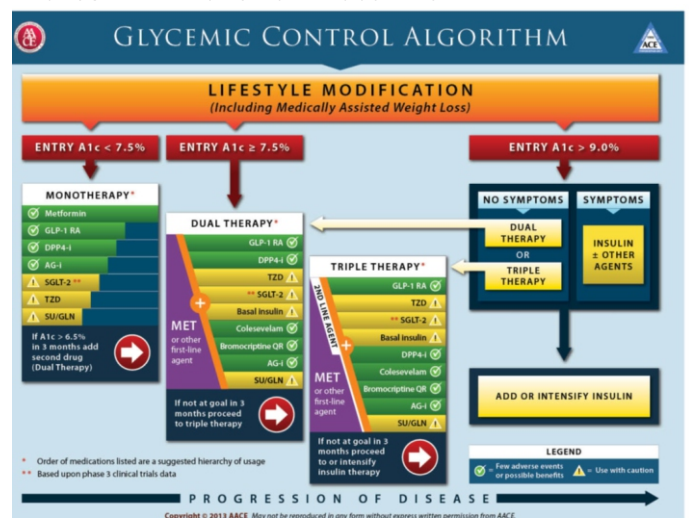 GLYCEMIC CONTROL ALGORITHM
ACE
LIFESTYLE MODIFICATION
(Including Medically Assisted Weight Loss)
ENTRY A1c < 7.5%
ENTRY A1c ≥ 7.5%
ENTRY A1c > 9.0%
MONOTHERAPY*
Metformin
GLP-1 RA
DPP4-i
AG-i
SGLT-2 **
TZD
SU/GLN
If A1c > 6.5%
in 3 months add
second drug
(Dual Therapy)
DUAL THERAPY*
GLP-1 RA
DPP4-i
TZD
** SGLT-2
Basal insulin
Colesevelam
Bromocriptine QR
AG-i
SU/GLN
+
MET
or other
first-line
agent
If not at goal in 3
months proceed
to triple therapy
TRIPLE THERAPY*
GLP-1 RA
TZD
** SGLT-2
Basal insulin
DPP4-i
Colesevelam
Bromocriptine QR
AG-i
SU/GLN
2ND LINE AGENT
+
MET
or other
first-line
agent
If not at goal in 3
months proceed
to or intensify
insulin therapy
NO SYMPTOMS
DUAL
THERAPY
OR
TRIPLE
THERAPY
SYMPTOMS
INSULIN
± OTHER
AGENTS
ADD OR INTENSIFY INSULIN
LEGEND
= Few adverse events
or possible benefits
= Use with caution
* Order of medications listed are a suggested hierarchy of usage
** Based upon phase 3 clinical trials data
PROGRESSION OF DISEASE
Copyright © 2013 AACE May not be reproduced in any form without express written permission from AACE.